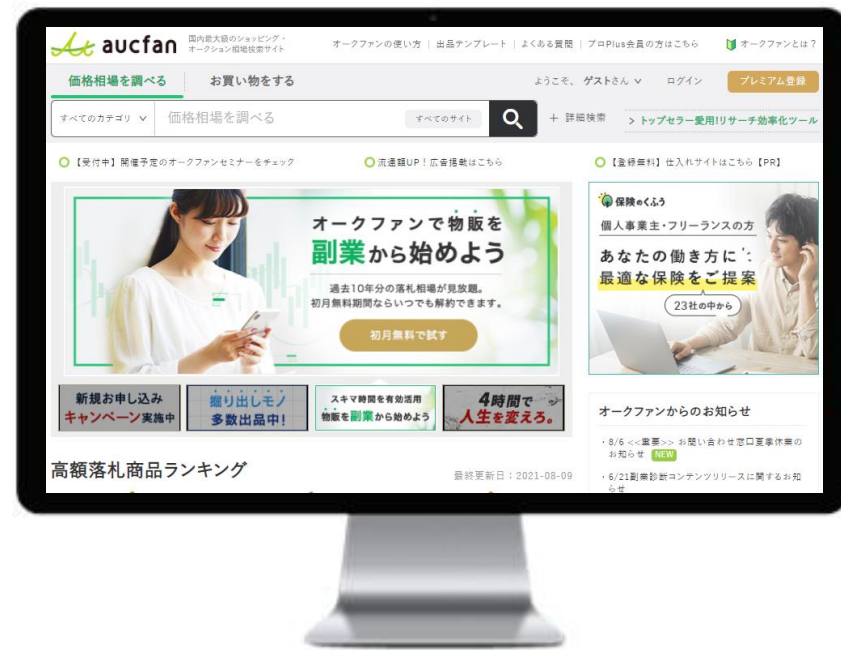 aucfan
国内最大級のショッピング・
オークション相場検索サイト
オークファンの使い方 | 出品テンプレート | よくある質問 | プロPlus会員の方はこちら
オークファンとは?
価格相場を調べる
お買い物をする
ようこそ、 ゲストさん
ログイン
プレミアム登録
すべてのカテゴリ
価格相場を調べる
すべてのサイト
+ 詳細検索
> トップセラー愛用!リサーチ効率化ツール
【受付中】開催予定のオークファンセミナーをチェック
流通額UP!広告掲載はこちら
【登録無料】仕入れサイトはこちら【PR】
オークファンで物販を
副業から始めよう
過去10年分の落札相場が見放題。
初月無料期間ならいつでも解約できます。
初月無料で試す
保険のくふう
個人事業主・フリーランスの方
あなたの働き方に
最適な保険をご提案
23社の中から
新規お申し込み
キャンペーン実施中
掘り出しモノ
多数出品中!
スキマ時間を有効活用
物販を副業から始めよう
4時間で
人生を変えろ。
オークファンからのお知らせ
・8/6 <<重要>> お問い合わせ窓口夏季休業の
お知らせ NEW
・6/21副業診断コンテンツリリースに関するお知
らせ
高額落札商品ランキング
最終更新日:2021-08-09